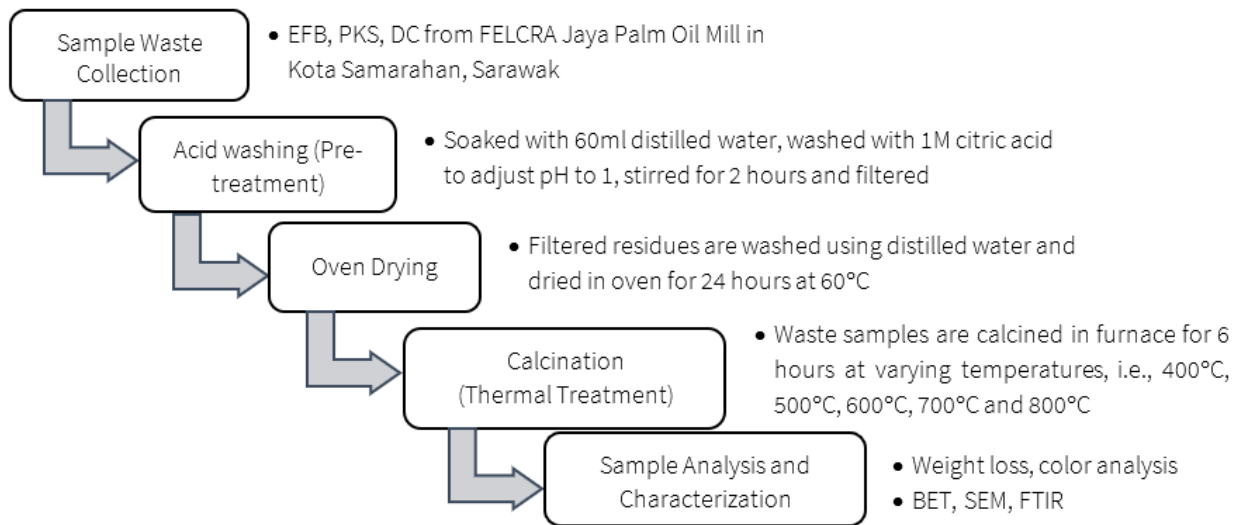 Sample Waste
Collection
• EFB, PKS, DC from FELCRA Jaya Palm Oil Mill in
Kota Samarahan, Sarawak
Acid washing (Pre-
treatment)
• Soaked with 60ml distilled water, washed with 1M citric acid
to adjust pH to 1, stirred for 2 hours and filtered
Oven Drying
• Filtered residues are washed using distilled water and
dried in oven for 24 hours at 60°C
Calcination
(Thermal Treatment)
• Waste samples are calcined in furnace for 6
hours at varying temperatures, i.e., 400°C,
500°C, 600°C, 700°C and 800°C
Sample Analysis and
Characterization
• Weight loss, color analysis
• BET, SEM, FTIR